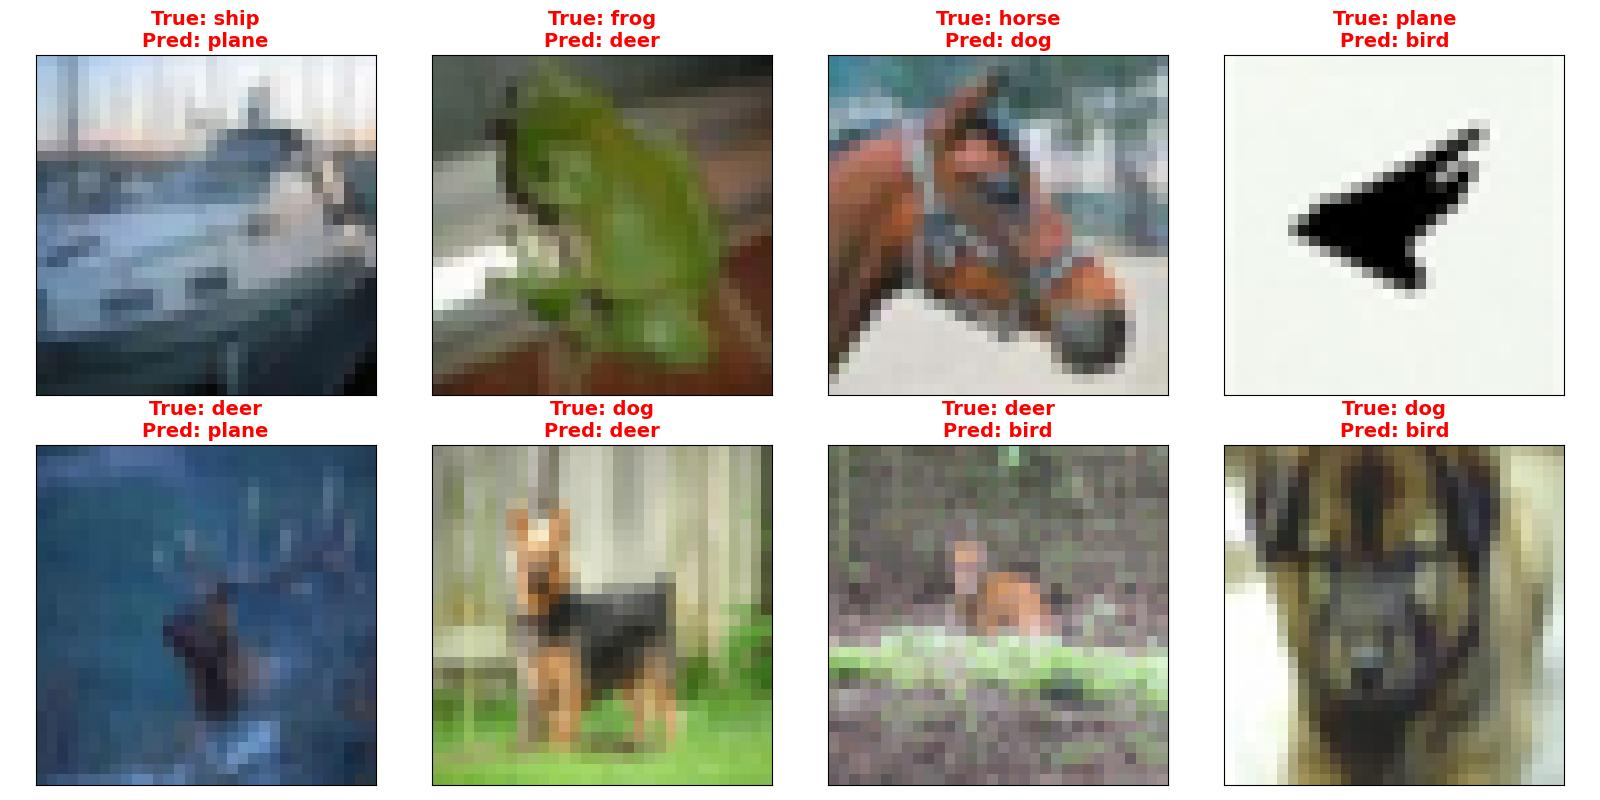 True: ship
Pred: plane
True: frog
Pred: deer
True: horse
Pred: dog
True: plane
Pred: bird
True: deer
Pred: plane
True: dog
Pred: deer
True: deer
Pred: bird
True: dog
Pred: bird